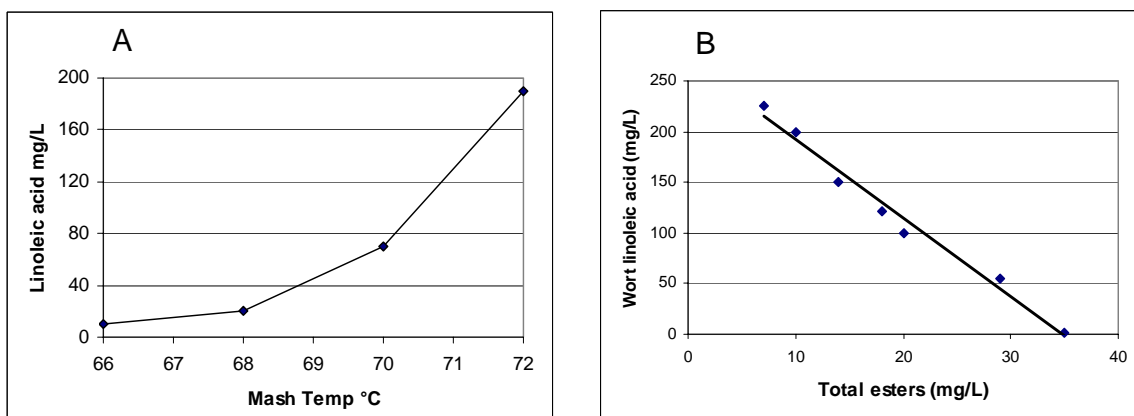 A
Linoleic acid mg/L
200
160
120
80
40
0
66 67 68 69 70 71 72
Mash Temp °C
B
Wort linoleic acid (mg/L)
250
200
150
100
50
0
0 10 20 30 40
Total esters (mg/L)